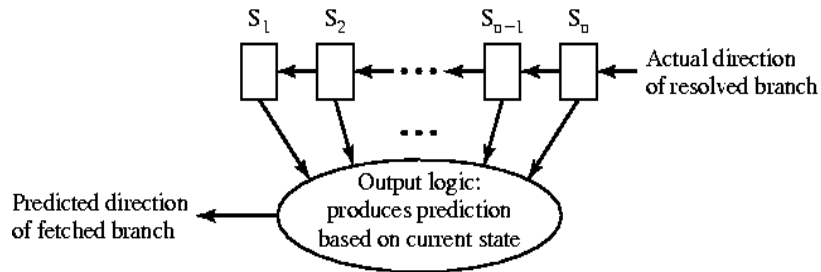 S1 S2 Sn−1 Sn
Actual direction
of resolved branch
Output logic:
produces prediction
based on current state
Predicted direction
of fetched branch